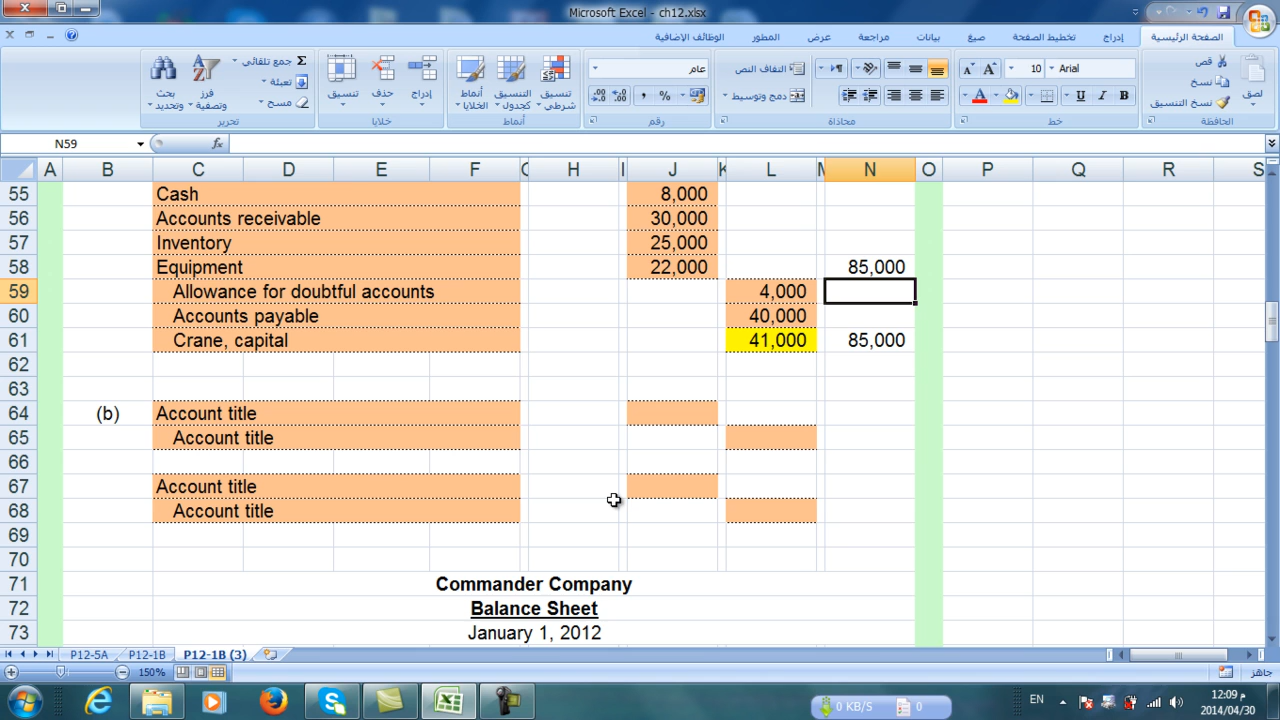 Microsoft Excel - ch12.xlsx
الصفحة الرئيسية إدراج تخطيط الصفحة صيغ بيانات مراجعة عرض المطور الوظائف الإضافية
لصق
قص
نسخ
نسخ التنسيق
الحافظة
Arial 10
خط
التفاف النص
دمج وتوسيط
محاذاة
عام
رقم
تنسيق شرطي
التنسيق كجدول
أنماط الخلايا
أنماط
إدراج حذف تنسيق
خلايا
جمع تلقائي
تعبئة
مسح
فرز وتصفية
بحث وتحديد
تحرير
N59 fx
A B C D E F G H I J K L M N O P Q R S
55 Cash 8,000
56 Accounts receivable 30,000
57 Inventory 25,000
58 Equipment 22,000 85,000
59 Allowance for doubtful accounts 4,000
60 Accounts payable 40,000
61 Crane, capital 41,000 85,000
62
63
64 (b) Account title
65 Account title
66
67 Account title
68 Account title
69
70
71 Commander Company
72 Balance Sheet
73 January 1, 2012
P12-5A P12-1B P12-1B (3)
150% جاهز
0 KB/S 0
EN
12:09 م
2014/04/30